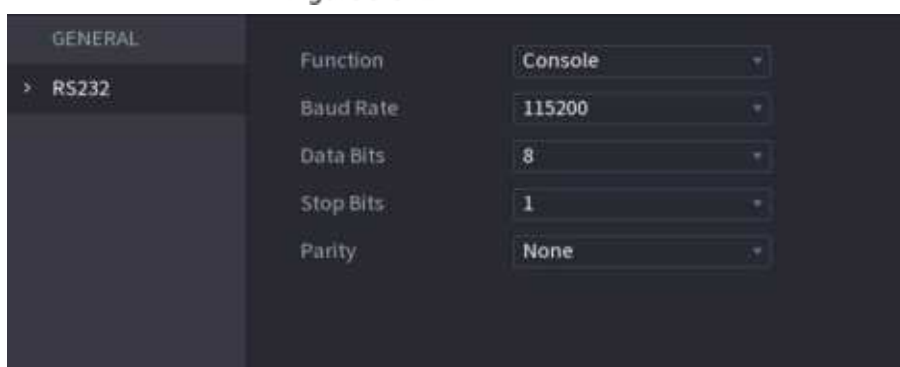 GENERAL
> RS232
Function Console
Baud Rate 115200
Data Bits 8
Stop Bits 1
Parity None